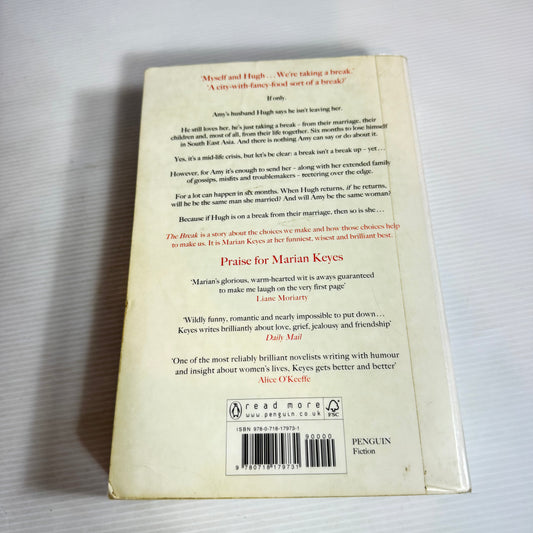 'Myself and Hugh ... We're taking a break.'
'A city-with-fancy-food sort of a break?'
If only.
Amy's husband Hugh says he isn't leaving her.
He still loves her, he's just taking a break – from their marriage, their
children and, most of all, from their life together. Six months to lose himself
in South East Asia. And there is nothing Amy can say or do about it.
Yes, it's a mid-life crisis, but let's be clear: a break isn't a break up – yet...
However, for Amy it's enough to send her – along with her extended family
of gossips, misfits and troublemakers – teetering over the edge.
For a lot can happen in six months. When Hugh returns, if he returns,
will he be the same man she married? And will Amy be the same woman?
Because if Hugh is on a break from their marriage, then so is she...
The Break is a story about the choices we make and how those choices help
to make us. It is Marian Keyes at her funniest, wisest and brilliant best.
Praise for Marian Keyes
'Marian's glorious, warm-hearted wit is aways guaranteed
to make me laugh on the very first page'
Liane Moriarty
'Wildly funny, romantic and nearly impossible to put down...
Keyes writes brilliantly about love, grief, jealousy and friendship'
Daily Mail
'One of the most reliably brilliant novelists writing with humour
and insight about women's lives, Keyes gets better and better'
Alice O'Keeffe
read more
www.penguin.co.uk
FSC
ISBN 978-0-718-17973-1
90000
9 780718 179731
PENGUIN
Fiction